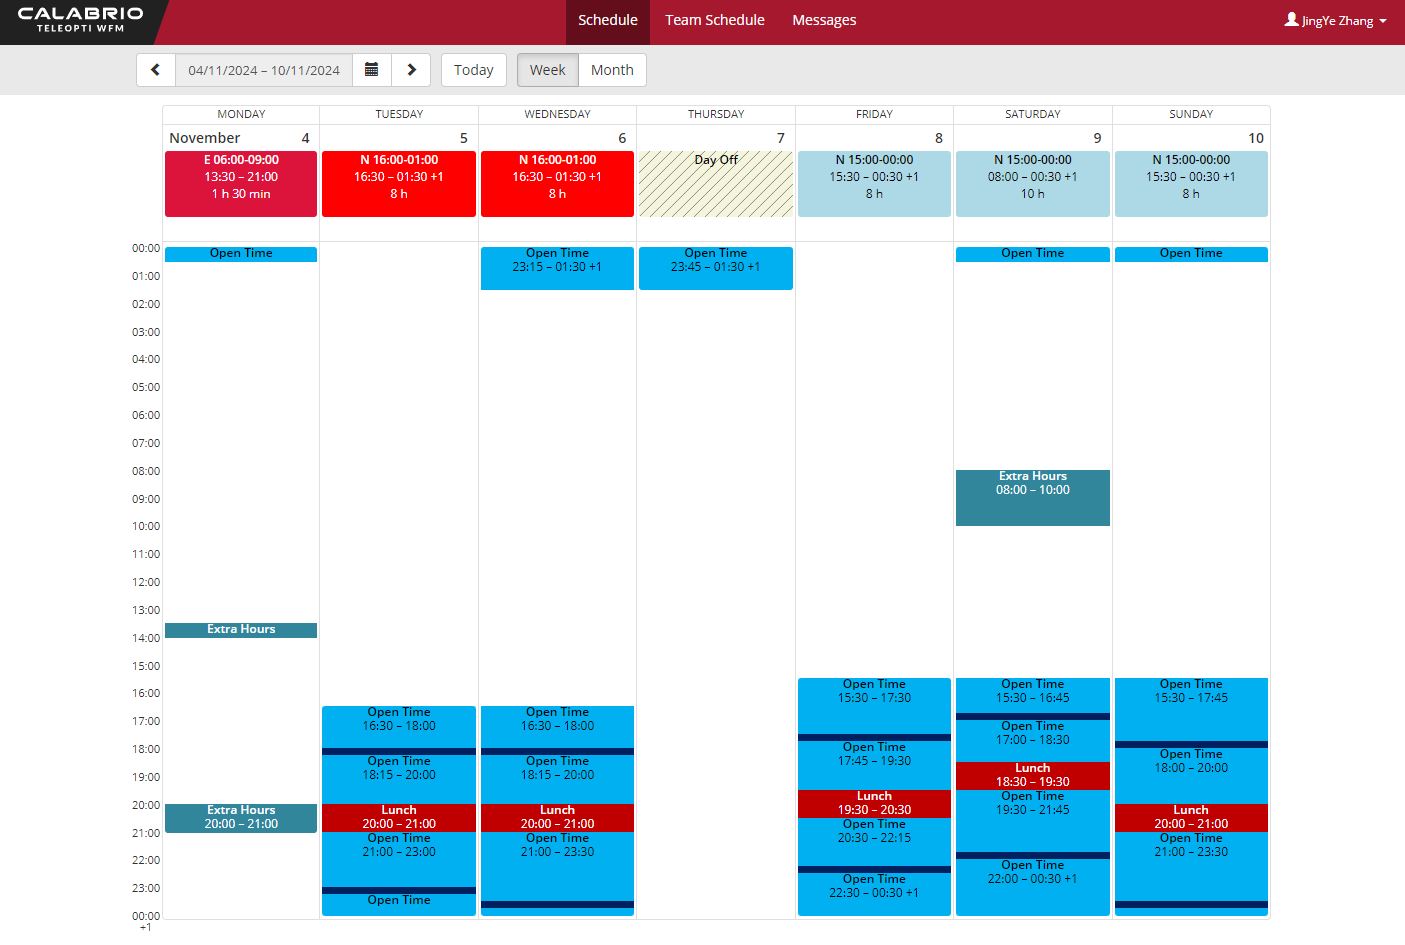 CALABRIO
TELEOPTI WFM
Schedule
Team Schedule
Messages
JingYe Zhang
04/11/2024 – 10/11/2024
Today
Week
Month
MONDAY
TUESDAY
WEDNESDAY
THURSDAY
FRIDAY
SATURDAY
SUNDAY
November 4
5
6
7
8
9
10
E 06:00-09:00
13:30 – 21:00
1 h 30 min
N 16:00-01:00
16:30 – 01:30 +1
8 h
N 16:00-01:00
16:30 – 01:30 +1
8 h
Day Off
N 15:00-00:00
15:30 – 00:30 +1
8 h
N 15:00-00:00
08:00 – 00:30 +1
10 h
N 15:00-00:00
15:30 – 00:30 +1
8 h
00:00
01:00
02:00
03:00
04:00
05:00
06:00
07:00
08:00
09:00
10:00
11:00
12:00
13:00
14:00
15:00
16:00
17:00
18:00
19:00
20:00
21:00
22:00
23:00
00:00
+1
Open Time
Extra Hours
Extra Hours
20:00 – 21:00
Open Time
16:30 – 18:00
Open Time
18:15 – 20:00
Lunch
20:00 – 21:00
Open Time
21:00 – 23:00
Open Time
Open Time
23:15 – 01:30 +1
Open Time
16:30 – 18:00
Open Time
18:15 – 20:00
Lunch
20:00 – 21:00
Open Time
21:00 – 23:30
Open Time
23:45 – 01:30 +1
Open Time
15:30 – 17:30
Open Time
17:45 – 19:30
Lunch
19:30 – 20:30
Open Time
20:30 – 22:15
Open Time
22:30 – 00:30 +1
Open Time
Extra Hours
08:00 – 10:00
Open Time
15:30 – 16:45
Open Time
17:00 – 18:30
Lunch
18:30 – 19:30
Open Time
19:30 – 21:45
Open Time
22:00 – 00:30 +1
Open Time
Open Time
15:30 – 17:45
Open Time
18:00 – 20:00
Lunch
20:00 – 21:00
Open Time
21:00 – 23:30